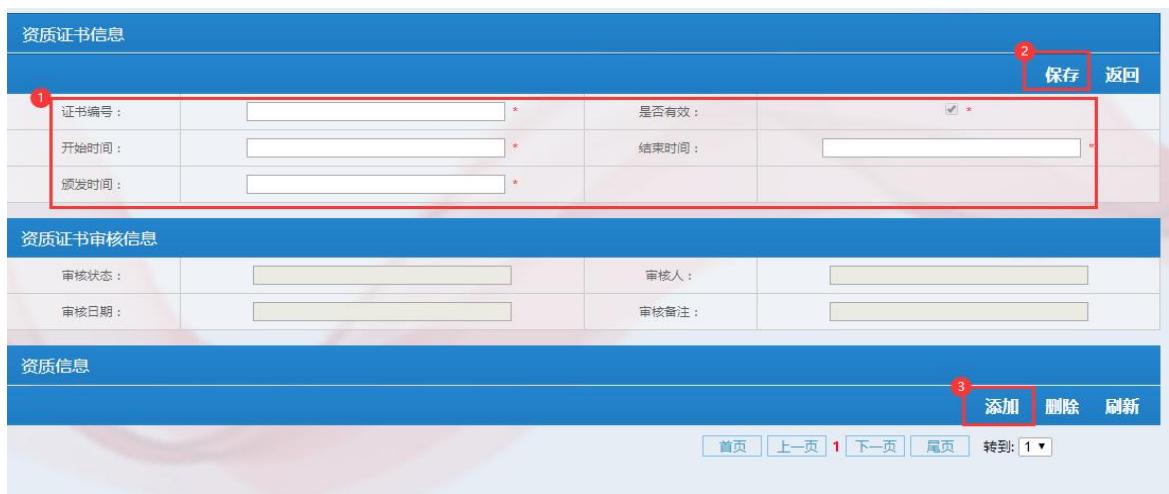 资质证书信息
2
保存 返回
1
证书编号： * 是否有效： *
开始时间： * 结束时间： *
颁发时间： *
资质证书审核信息
审核状态： 审核人：
审核日期： 审核备注：
资质信息
3
添加 删除 刷新
首页 上一页 1 下一页 尾页 转到: 1